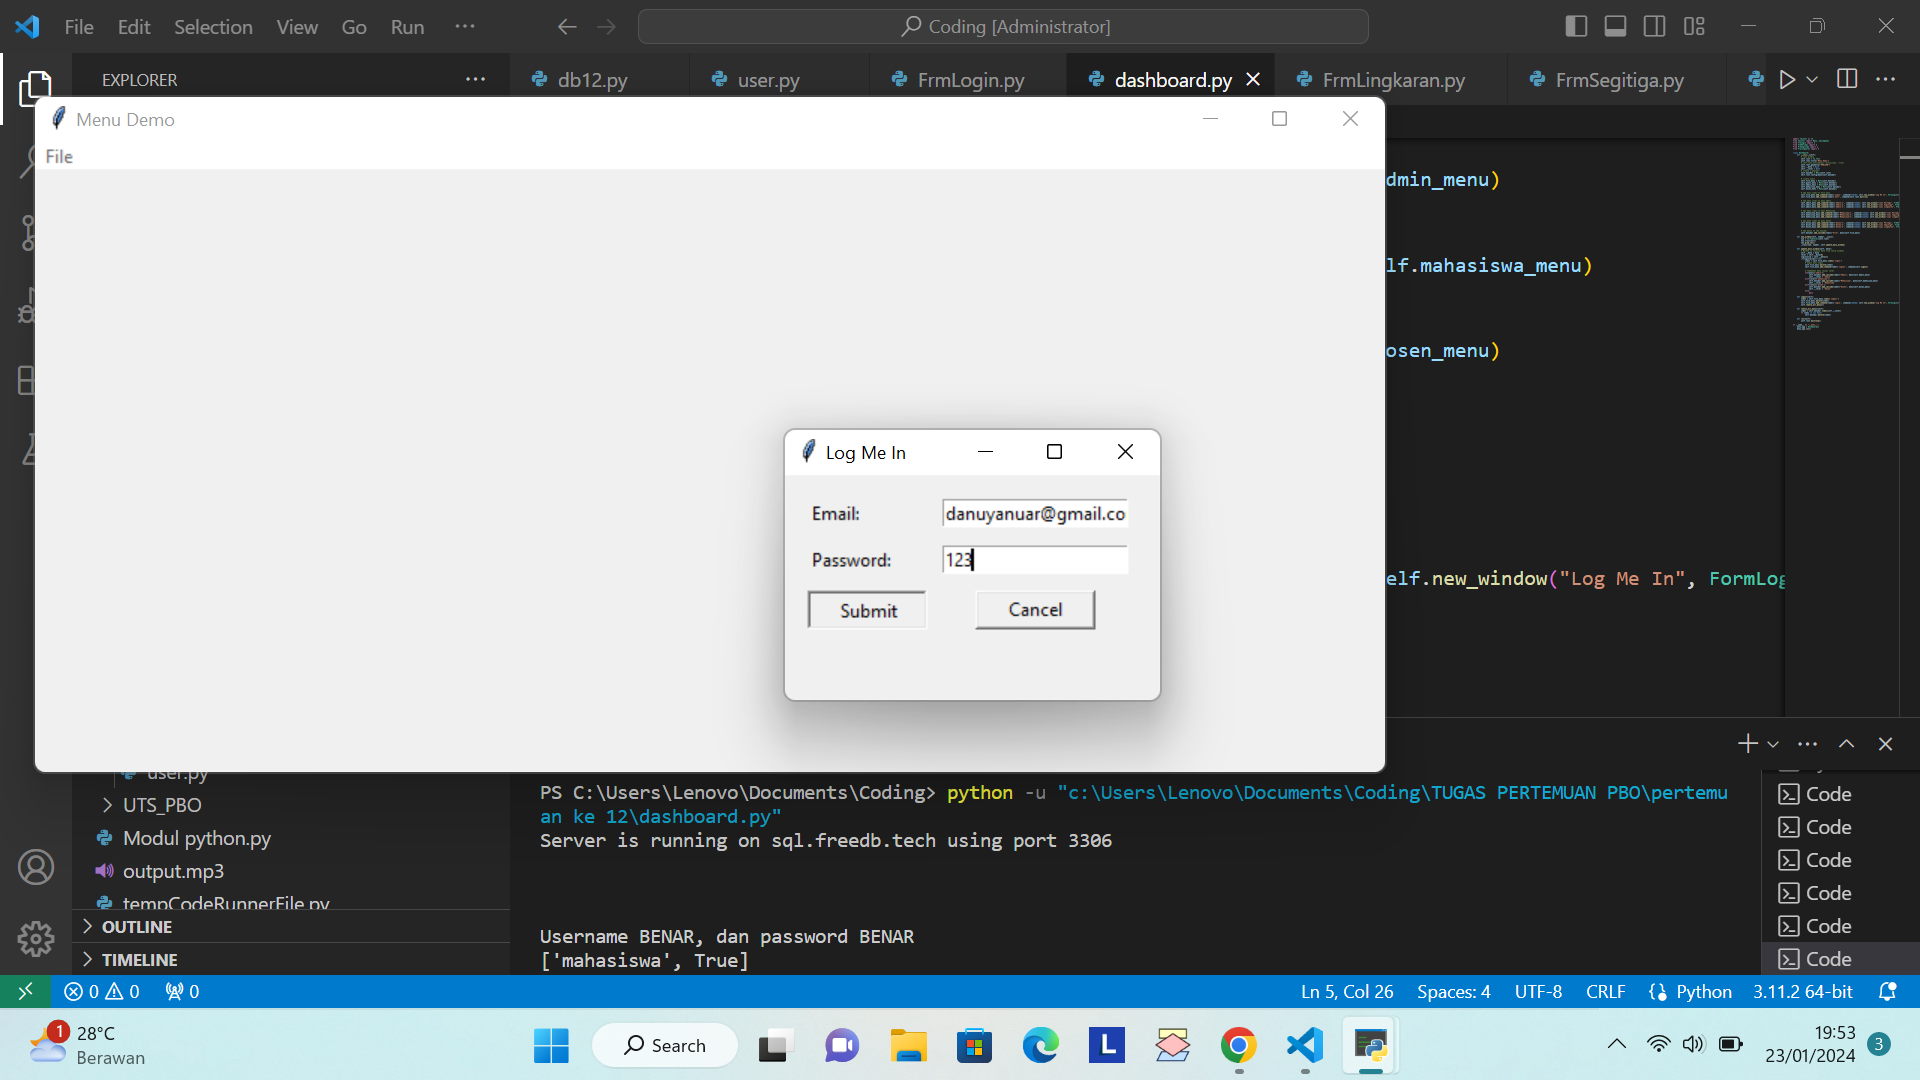 File Edit Selection View Go Run ···
Coding [Administrator]
EXPLORER ···
db12.py
user.py
FrmLogin.py
dashboard.py
FrmLingkaran.py
FrmSegitiga.py
Menu Demo
File
dmin_menu)
lf.mahasiswa_menu)
osen_menu)
elf.new_window("Log Me In", FormLog
Log Me In
Email: danuyanuar@gmail.co
Password: 123
Submit Cancel
user.py
UTS_PBO
Modul python.py
output.mp3
tempCodeRunnerFile.py
OUTLINE
TIMELINE
PS C:\Users\Lenovo\Documents\Coding> python -u "c:\Users\Lenovo\Documents\Coding\TUGAS PERTEMUAN PBO\pertemu
an ke 12\dashboard.py"
Server is running on sql.freedb.tech using port 3306
Username BENAR, dan password BENAR
['mahasiswa', True]
Code
Code
Code
Code
Code
Code
0 0 0
Ln 5, Col 26 Spaces: 4 UTF-8 CRLF Python 3.11.2 64-bit
1
28°C
Berawan
Search
L
19:53
23/01/2024
3